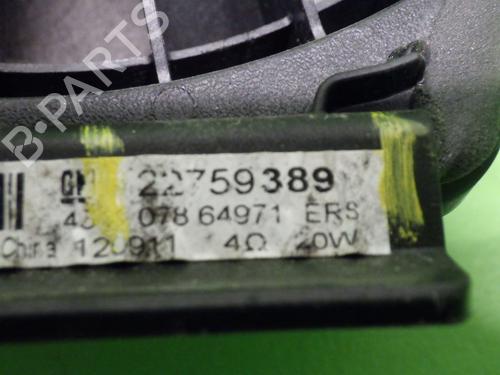 B-PARTS
GM 22759389
078 64971 ERS
China 120911 4Ω 20W